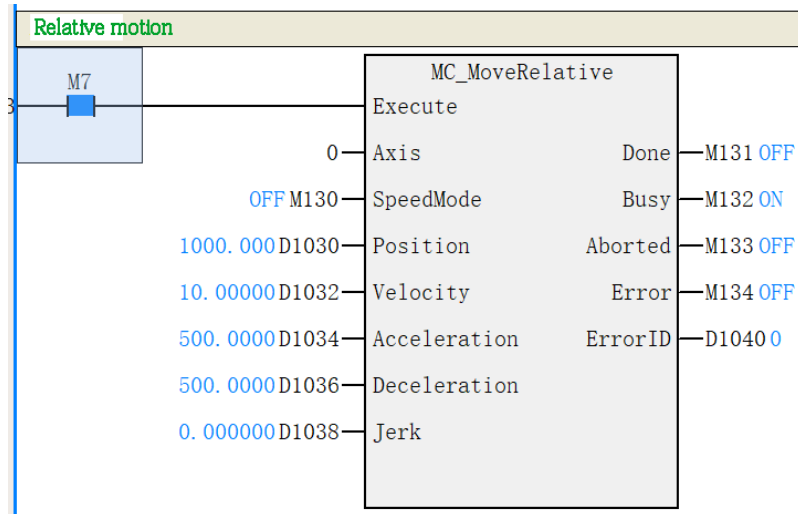 Relative motion
MC_MoveRelative
M7
3 Execute
0 Axis Done M131 OFF
OFF M130 SpeedMode Busy M132 ON
1000. 000 D1030 Position Aborted M133 OFF
10. 00000 D1032 Velocity Error M134 OFF
500. 0000 D1034 Acceleration ErrorID D1040 0
500. 0000 D1036 Deceleration
0. 000000 D1038 Jerk